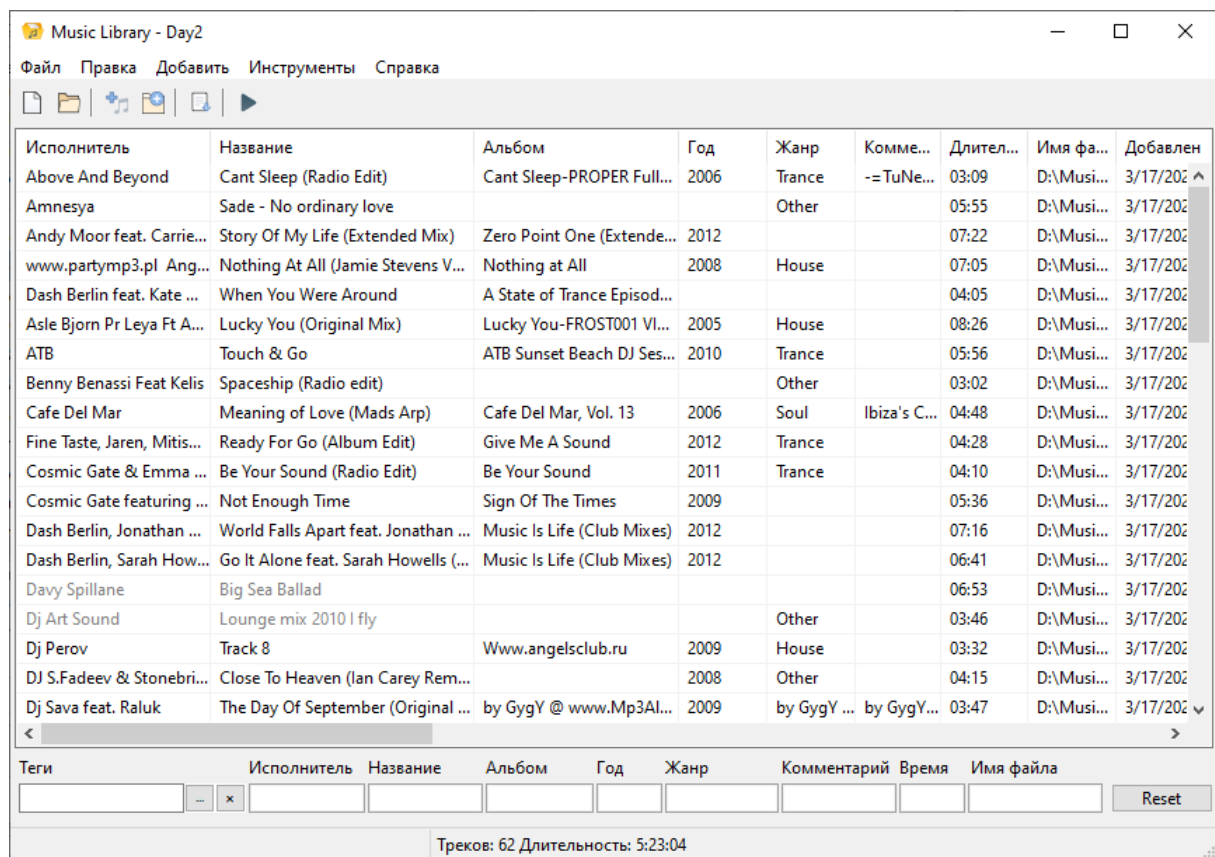 Music Library - Day2
Файл Правка Добавить Инструменты Справка
Исполнитель Название Альбом Год Жанр Комме... Длител... Имя фа... Добавлен
Above And Beyond Cant Sleep (Radio Edit) Cant Sleep-PROPER Full... 2006 Trance -=TuNe... 03:09 D:\Musi... 3/17/202
Amnesya Sade - No ordinary love Other 05:55 D:\Musi... 3/17/202
Andy Moor feat. Carrie... Story Of My Life (Extended Mix) Zero Point One (Extende... 2012 07:22 D:\Musi... 3/17/202
www.partymp3.pl Ang... Nothing At All (Jamie Stevens V... Nothing at All 2008 House 07:05 D:\Musi... 3/17/202
Dash Berlin feat. Kate ... When You Were Around A State of Trance Episod... 04:05 D:\Musi... 3/17/202
Asle Bjorn Pr Leya Ft A... Lucky You (Original Mix) Lucky You-FROST001 VI... 2005 House 08:26 D:\Musi... 3/17/202
ATB Touch & Go ATB Sunset Beach DJ Ses... 2010 Trance 05:56 D:\Musi... 3/17/202
Benny Benassi Feat Kelis Spaceship (Radio edit) Other 03:02 D:\Musi... 3/17/202
Cafe Del Mar Meaning of Love (Mads Arp) Cafe Del Mar, Vol. 13 2006 Soul Ibiza's C... 04:48 D:\Musi... 3/17/202
Fine Taste, Jaren, Mitis... Ready For Go (Album Edit) Give Me A Sound 2012 Trance 04:28 D:\Musi... 3/17/202
Cosmic Gate & Emma ... Be Your Sound (Radio Edit) Be Your Sound 2011 Trance 04:10 D:\Musi... 3/17/202
Cosmic Gate featuring ... Not Enough Time Sign Of The Times 2009 05:36 D:\Musi... 3/17/202
Dash Berlin, Jonathan ... World Falls Apart feat. Jonathan ... Music Is Life (Club Mixes) 2012 07:16 D:\Musi... 3/17/202
Dash Berlin, Sarah How... Go It Alone feat. Sarah Howells (... Music Is Life (Club Mixes) 2012 06:41 D:\Musi... 3/17/202
Davy Spillane Big Sea Ballad 06:53 D:\Musi... 3/17/202
Dj Art Sound Lounge mix 2010 I fly Other 03:46 D:\Musi... 3/17/202
Dj Perov Track 8 Www.angelsclub.ru 2009 House 03:32 D:\Musi... 3/17/202
DJ S.Fadeev & Stonebri... Close To Heaven (Ian Carey Rem... 2008 Other 04:15 D:\Musi... 3/17/202
Dj Sava feat. Raluk The Day Of September (Original ... by GygY @ www.Mp3Al... 2009 by GygY ... by GygY... 03:47 D:\Musi... 3/17/202
Теги Исполнитель Название Альбом Год Жанр Комментарий Время Имя файла
... × Reset
Треков: 62 Длительность: 5:23:04